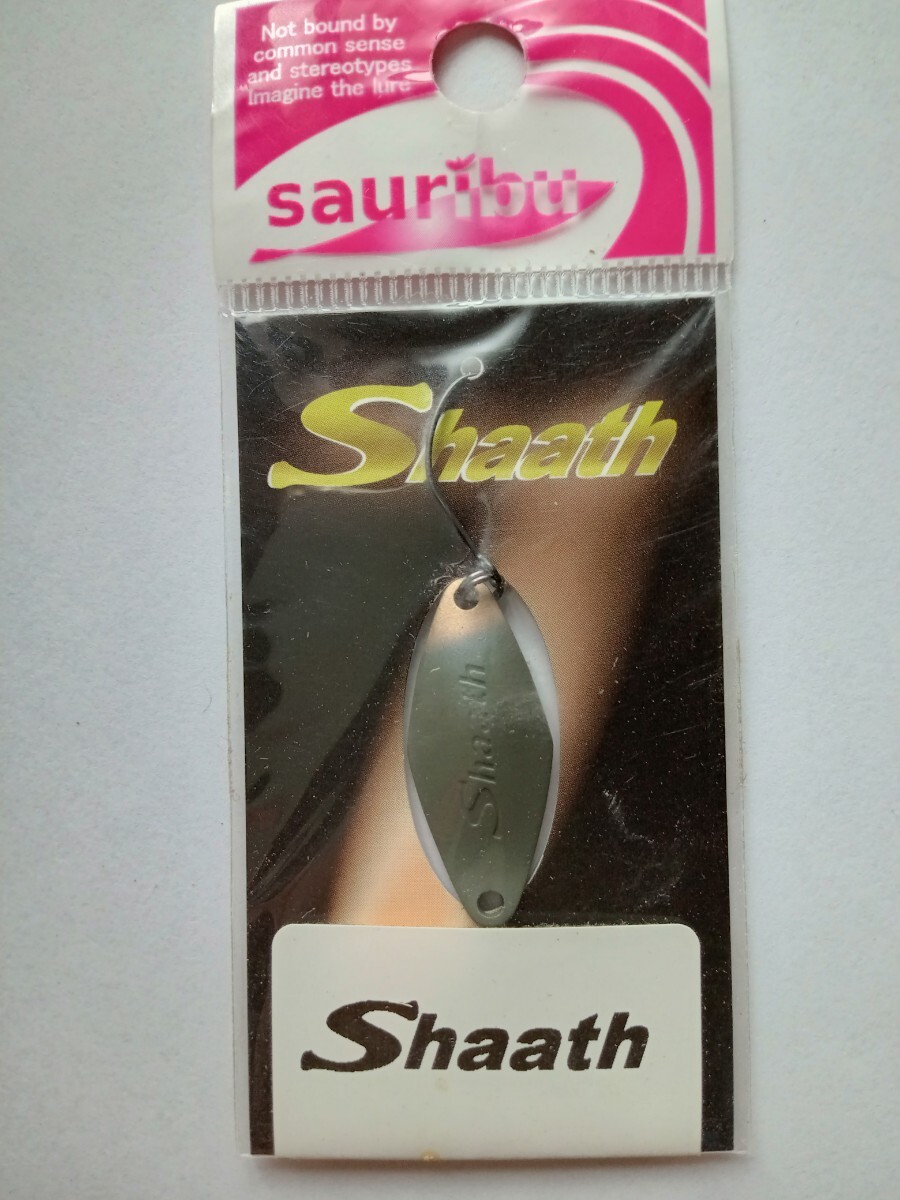 Not bound by
common sense
and stereotypes
Imagine the lure
sauribu
Shaath
Shaath
Shaath